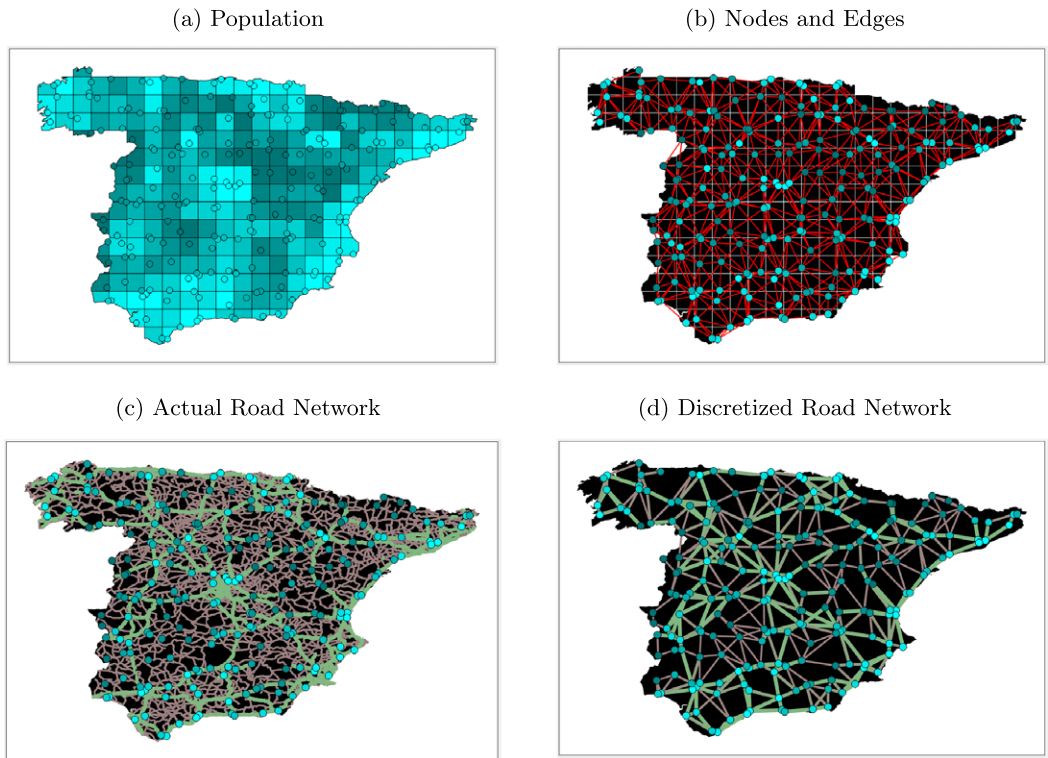 (a) Population
(b) Nodes and Edges
(c) Actual Road Network
(d) Discretized Road Network